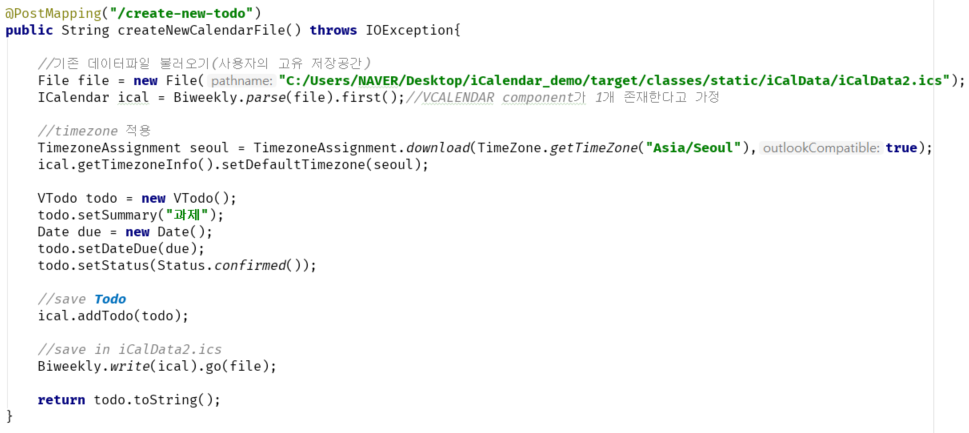 @PostMapping("/create-new-todo")
public String createNewCalendarFile() throws IOException{
//기존 데이터파일 불러오기(사용자의 고유 저장공간)
File file = new File( pathname: "C:/Users/NAVER/Desktop/iCalendar_demo/target/classes/static/iCalData/iCalData2.ics");
ICalendar ical = Biweekly.parse(file).first();//VCALENDAR component가 1개 존재한다고 가정
//timezone 적용
TimezoneAssignment seoul = TimezoneAssignment.download(TimeZone.getTimeZone("Asia/Seoul"), outlookCompatible: true);
ical.getTimezoneInfo().setDefaultTimezone(seoul);
VTodo todo = new VTodo();
todo.setSummary("과제");
Date due = new Date();
todo.setDateDue(due);
todo.setStatus(Status.confirmed());
//save Todo
ical.addTodo(todo);
//save in iCalData2.ics
Biweekly.write(ical).go(file);
return todo.toString();
}